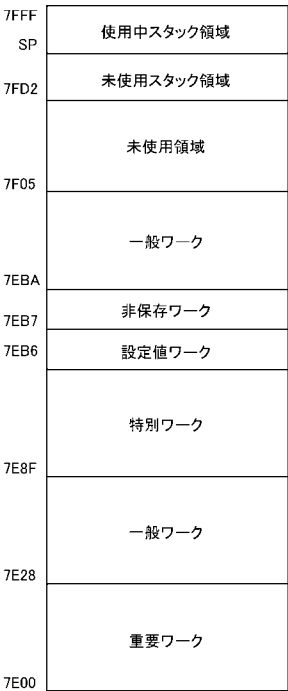 7FFF
使用中スタック領域
SP
未使用スタック領域
7FD2
未使用領域
7F05
一般ワーク
7EBA
非保存ワーク
7EB7
設定値ワーク
7EB6
特別ワーク
7E8F
一般ワーク
7E28
重要ワーク
7E00